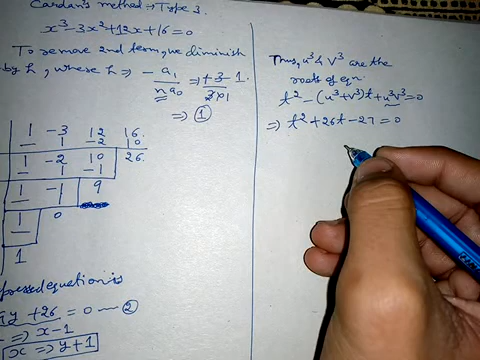 Cardan's method → Type 3.
x³-3x²+12x+16=0
To remove 2nd term, we diminish
by h, where h ⇒ -a₁/na₀ ⇒ +3/3×1 - 1.
⇒ ①
1 -3 12 16
1 -2 10
1 -2 10 26
1 -1
1 -1 9
1
1 0
1
equation is
y + 26 = 0 — ②
⇒ x-1
x ⇒ y+1
Thus, u³ & v³ are the
roots of eqn.
t² - (u³+v³)t + u³v³ = 0
⇒ t² + 26t - 27 = 0